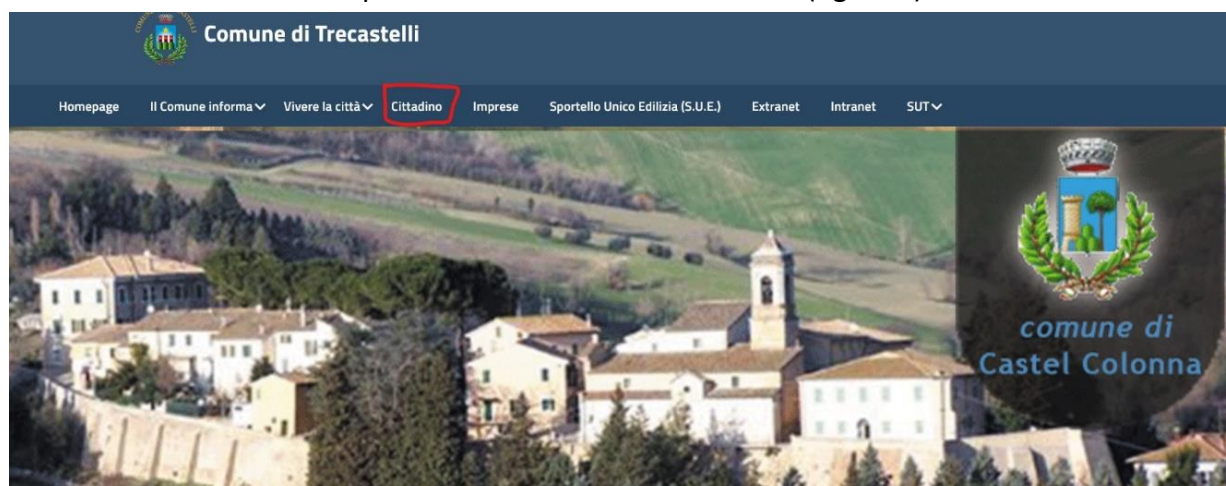 Comune di Trecastelli
Homepage Il Comune informa Vivere la città Cittadino Imprese Sportello Unico Edilizia (S.U.E.) Extranet Intranet SUT
comune di
Castel Colonna